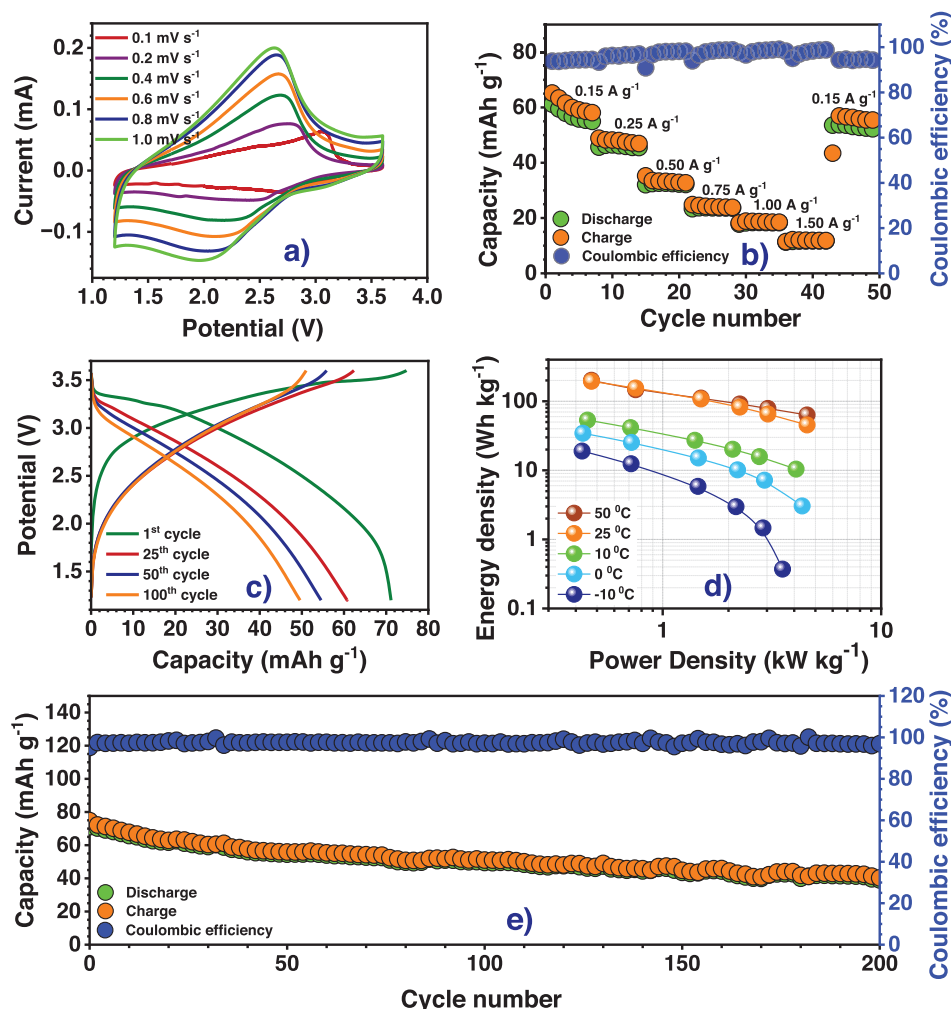 0.2
0.1
0.0
−0.1
Current (mA)
0.1 mV s⁻¹
0.2 mV s⁻¹
0.4 mV s⁻¹
0.6 mV s⁻¹
0.8 mV s⁻¹
1.0 mV s⁻¹
a)
1.0 1.5 2.0 2.5 3.0 3.5 4.0
Potential (V)
80
60
40
20
0
Capacity (mAh g⁻¹)
0.15 A g⁻¹
0.25 A g⁻¹
0.50 A g⁻¹
0.75 A g⁻¹
1.00 A g⁻¹
1.50 A g⁻¹
0.15 A g⁻¹
Discharge
Charge
Coulombic efficiency
b)
100
80
60
40
20
0
Coulombic efficiency (%)
0 10 20 30 40 50
Cycle number
3.5
3.0
2.5
2.0
1.5
Potential (V)
1st cycle
25th cycle
50th cycle
100th cycle
c)
0 10 20 30 40 50 60 70 80
Capacity (mAh g⁻¹)
100
10
1
0.1
Energy density (Wh kg⁻¹)
50 ⁰C
25 ⁰C
10 ⁰C
0 ⁰C
-10 ⁰C
d)
1 10
Power Density (kW kg⁻¹)
140
120
100
80
60
40
20
0
Capacity (mAh g⁻¹)
Discharge
Charge
Coulombic efficiency
e)
120
100
80
60
40
20
0
Coulombic efficiency (%)
0 50 100 150 200
Cycle number